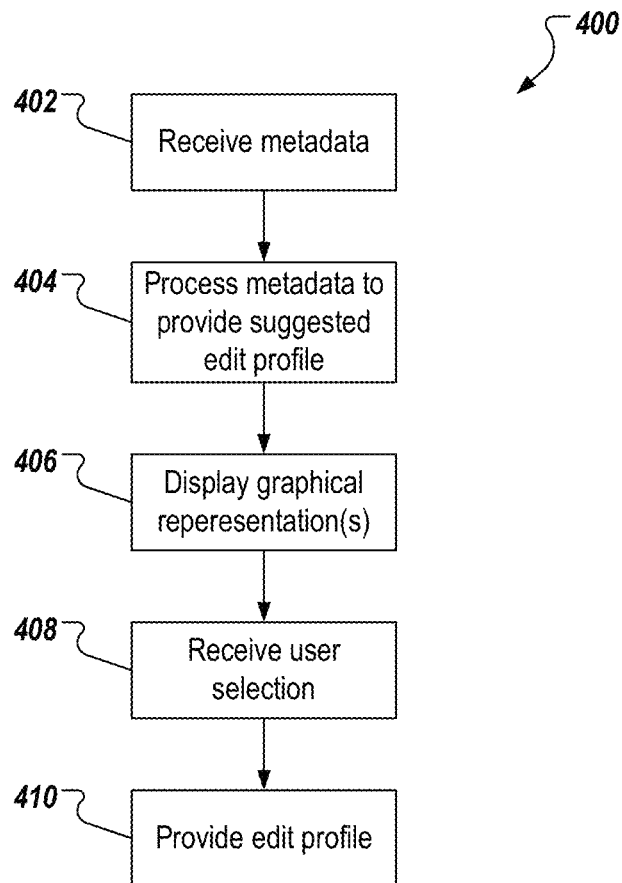 400
402
Receive metadata
404
Process metadata to
provide suggested
edit profile
406
Display graphical
reperesentation(s)
408
Receive user
selection
410
Provide edit profile